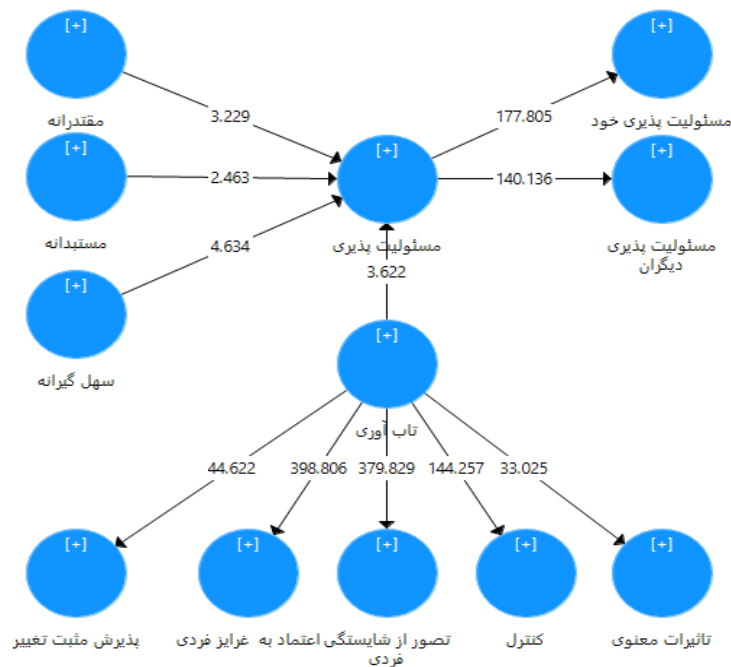 [+]
[+]
مقتدرانه
3.229
177.805
مسئولیت پذیری خود
[+]
[+]
[+]
2.463
140.136
مستبدانه
مسئولیت پذیری
مسئولیت پذیری
دیگران
4.634
3.622
[+]
[+]
سهل گیرانه
تاب آوری
44.622
398.806
379.829
144.257
33.025
[+]
[+]
[+]
[+]
[+]
پذیرش مثبت تغییر
اعتماد به غرایز فردی
تصور از شایستگی
فردی
کنترل
تاثیرات معنوی